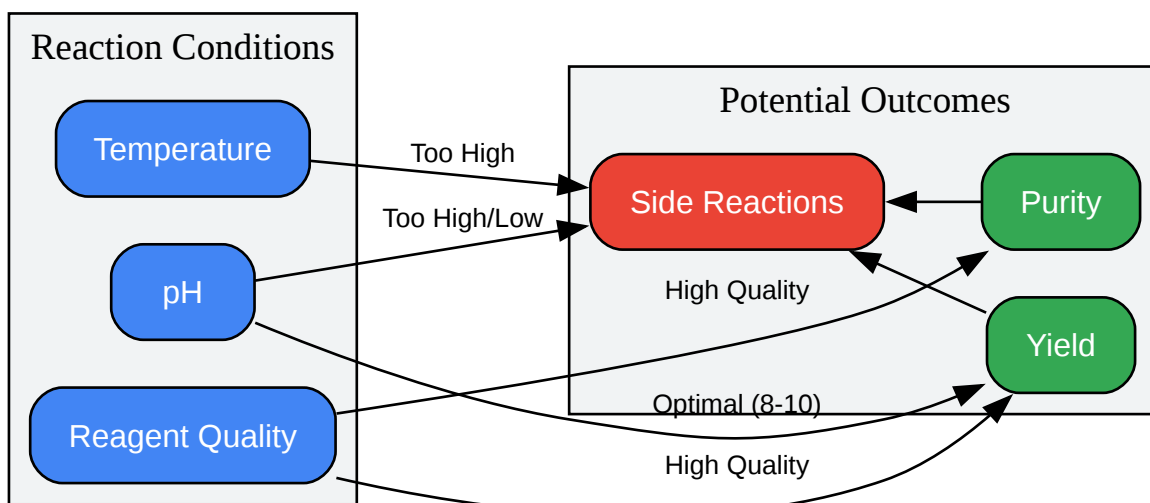 Reaction Conditions
Temperature
pH
Reagent Quality
Too High
Too High/Low
High Quality
Optimal (8-10)
High Quality
Potential Outcomes
Side Reactions
Purity
Yield